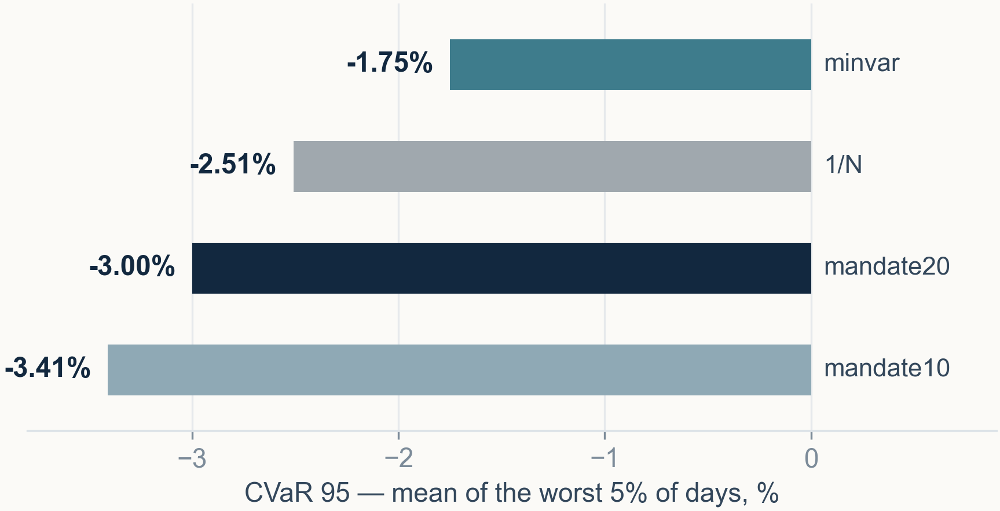 -1.75% minvar
-2.51% 1/N
-3.00% mandate20
-3.41% mandate10
−3 −2 −1 0
CVaR 95 — mean of the worst 5% of days, %